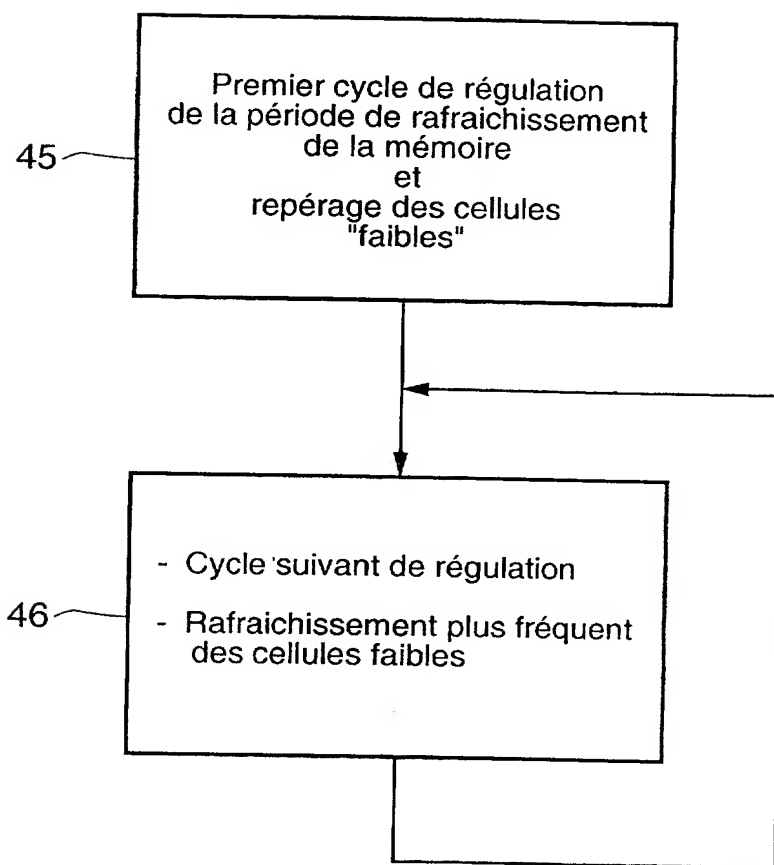 Premier cycle de régulation
de la période de rafraichissement
de la mémoire
et
repérage des cellules
"faibles"
45
- Cycle suivant de régulation
46
- Rafraichissement plus fréquent
des cellules faibles